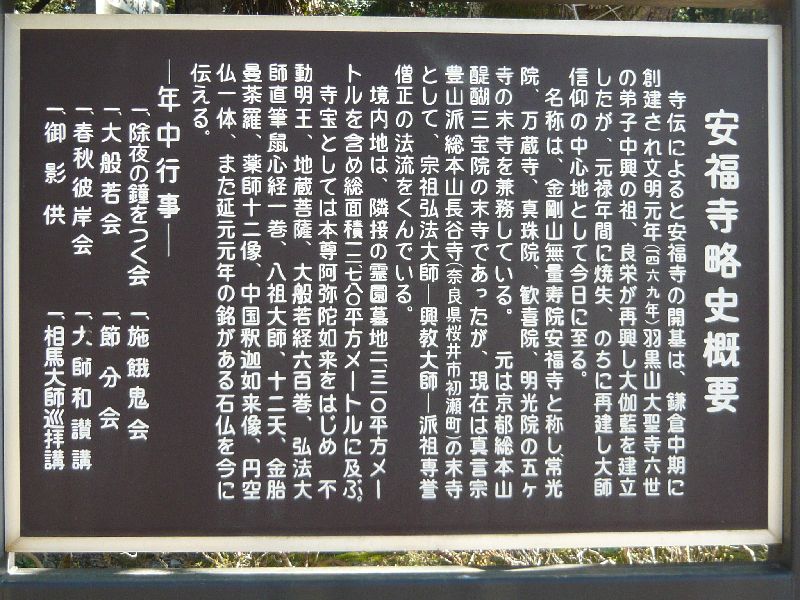 安福寺略史概要
寺伝によると安福寺の開基は、鎌倉中期に
創建され文明元年(一四六九年)羽黒山大聖寺六世
の弟子中興の祖、良栄が再興し大伽藍を建立
したが、元禄年間に焼失、のちに再建し大師
信仰の中心地として今日に至る。
名称は、金剛山無量寿院安福寺と称し、常光
院、万蔵寺、真珠院、歓喜院、明光院の五ヶ
寺の末寺を兼務している。 元は京都総本山
醍醐三宝院の末寺であったが、現在は真言宗
豊山派総本山長谷寺(奈良県桜井市初瀬町)の末寺
として、宗祖弘法大師―興教大師―派祖専誉
僧正の法流をくんでいる。
境内地は、隣接の霊園墓地二三一〇平方メー
トルを含め総面積一三七八〇平方メートルに及ぶ。
寺宝としては本尊阿弥陀如来をはじめ 不
動明王、地蔵菩薩、大般若経六百巻、弘法大
師直筆鼠心経一巻、八祖大師、十二天、金胎
曼荼羅、薬師十二像、中国釈迦如来像、円空
仏一体、また延元元年の銘がある石仏を今に
伝える。
―年中行事―
一、除夜の鐘をつく会 一、施餓鬼会
一、大般若会 一、節分会
一、春秋彼岸会 一、大師和讃講
一、御影供 一、相馬大師巡拝講